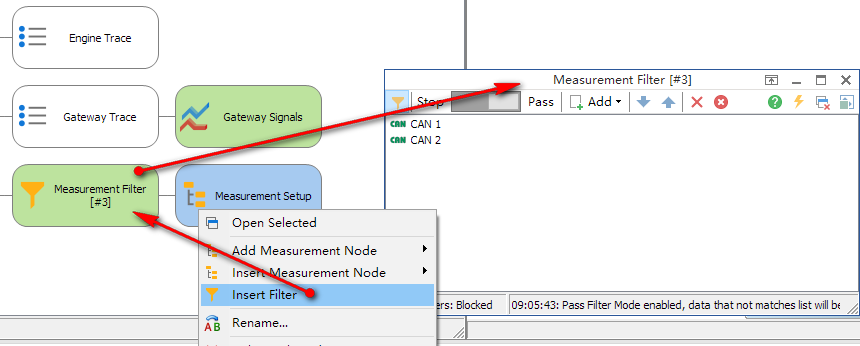 Engine Trace
Gateway Trace
Gateway Signals
Measurement Filter
[#3]
Measurement Setup
Open Selected
Add Measurement Node
Insert Measurement Node
Insert Filter
Rename...
Measurement Filter [#3]
Stop
Pass
Add
?
CAN CAN 1
CAN CAN 2
ers: Blocked
09:05:43: Pass Filter Mode enabled, data that not matches list will be